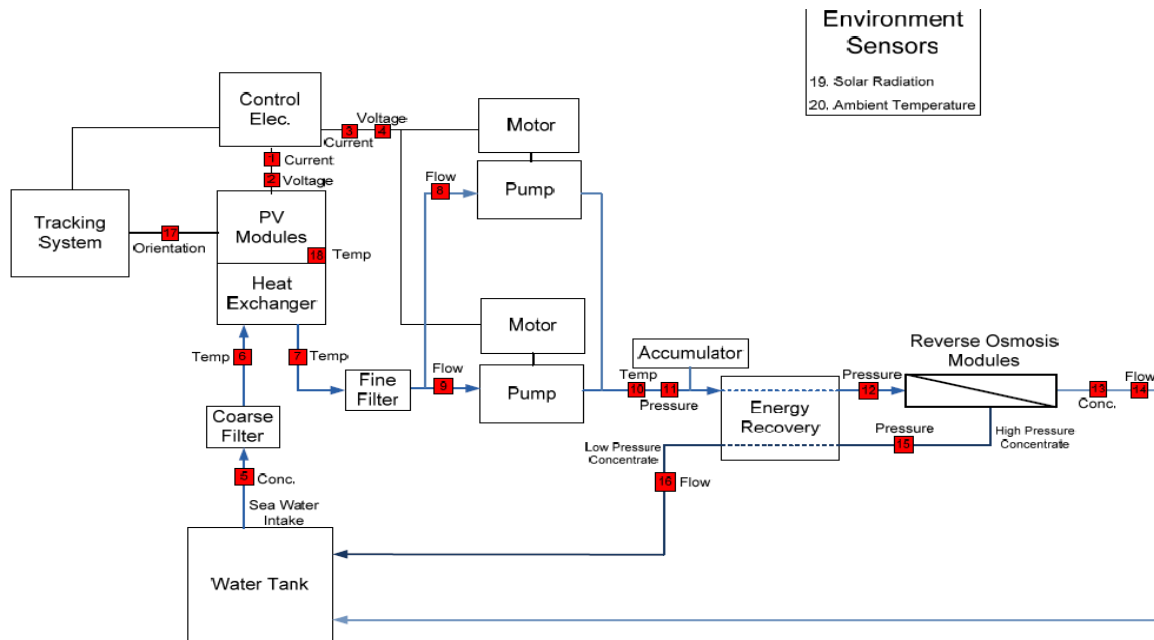 Environment
Sensors
19. Solar Radiation
20. Ambient Temperature
Control
Elec.
Voltage
3
4
Current
Motor
1
Current
2
Voltage
Flow
8
Pump
Tracking
System
17
Orientation
PV
Modules
18
Temp
Heat
Exchanger
Motor
Temp
6
7
Temp
Fine
Filter
Flow
9
Pump
Accumulator
Temp
10
11
Pressure
Energy
Recovery
Pressure
12
Reverse Osmosis
Modules
13
Conc.
Flow
14
Coarse
Filter
Pressure
15
High Pressure
Concentrate
Low Pressure
Concentrate
16
Flow
5
Conc.
Sea Water
Intake
Water Tank